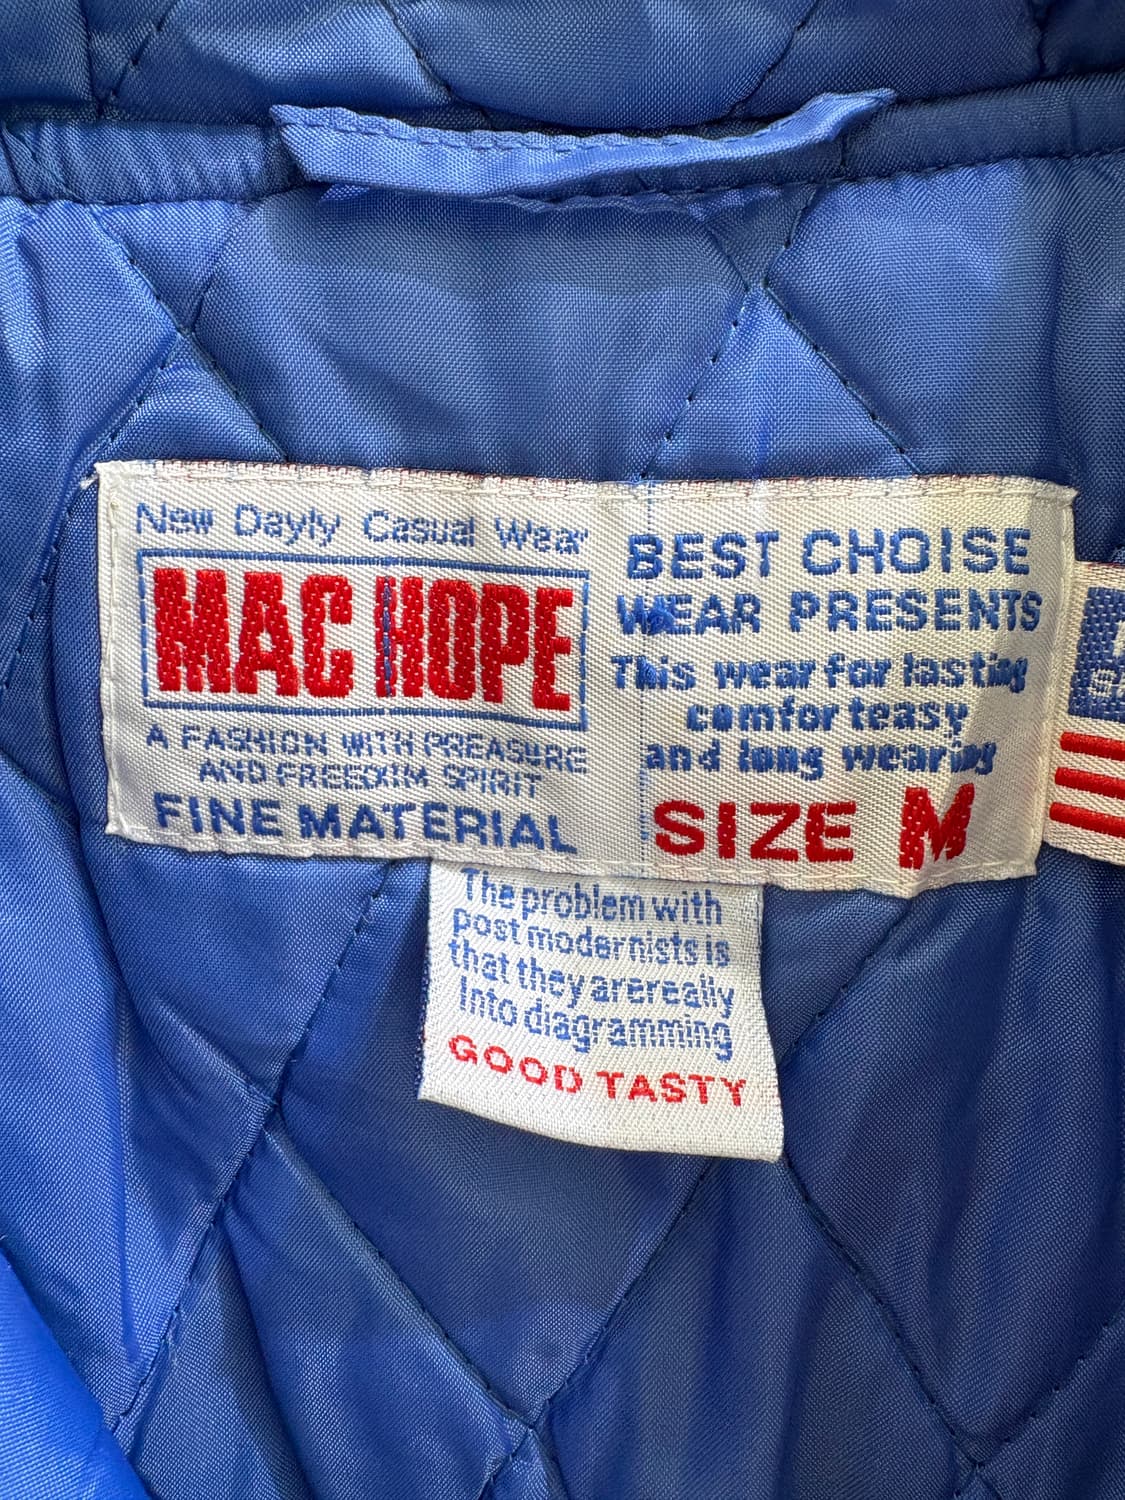 New Dayly Casual Wear
MAC HOPE
A FASHION WITH PREASURE
AND FREEDXIM SPIRIT
FINE MATERIAL
BEST CHOISE
WEAR PRESENTS
This wear for lasting
comfor teasy
and long wearing
SIZE M
The problem with
post modernists is
that they are really
Into diagramming
GOOD TASTY